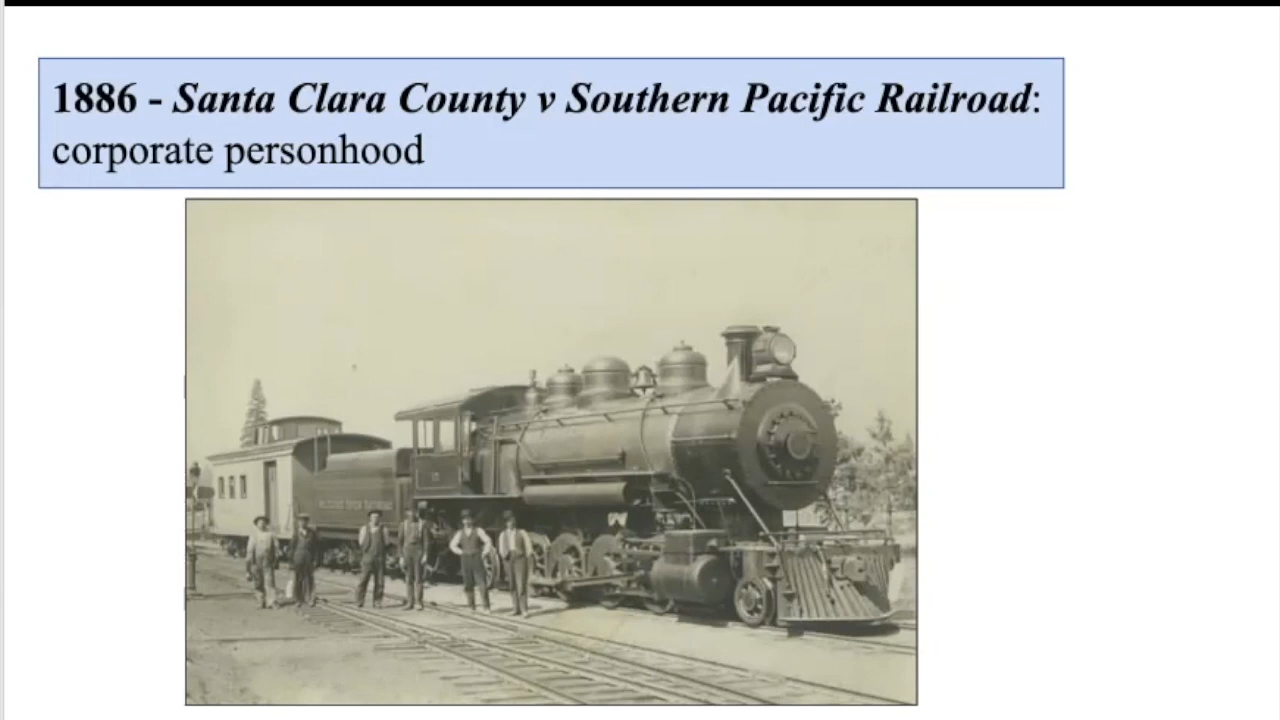 1886 - Santa Clara County v Southern Pacific Railroad:
corporate personhood